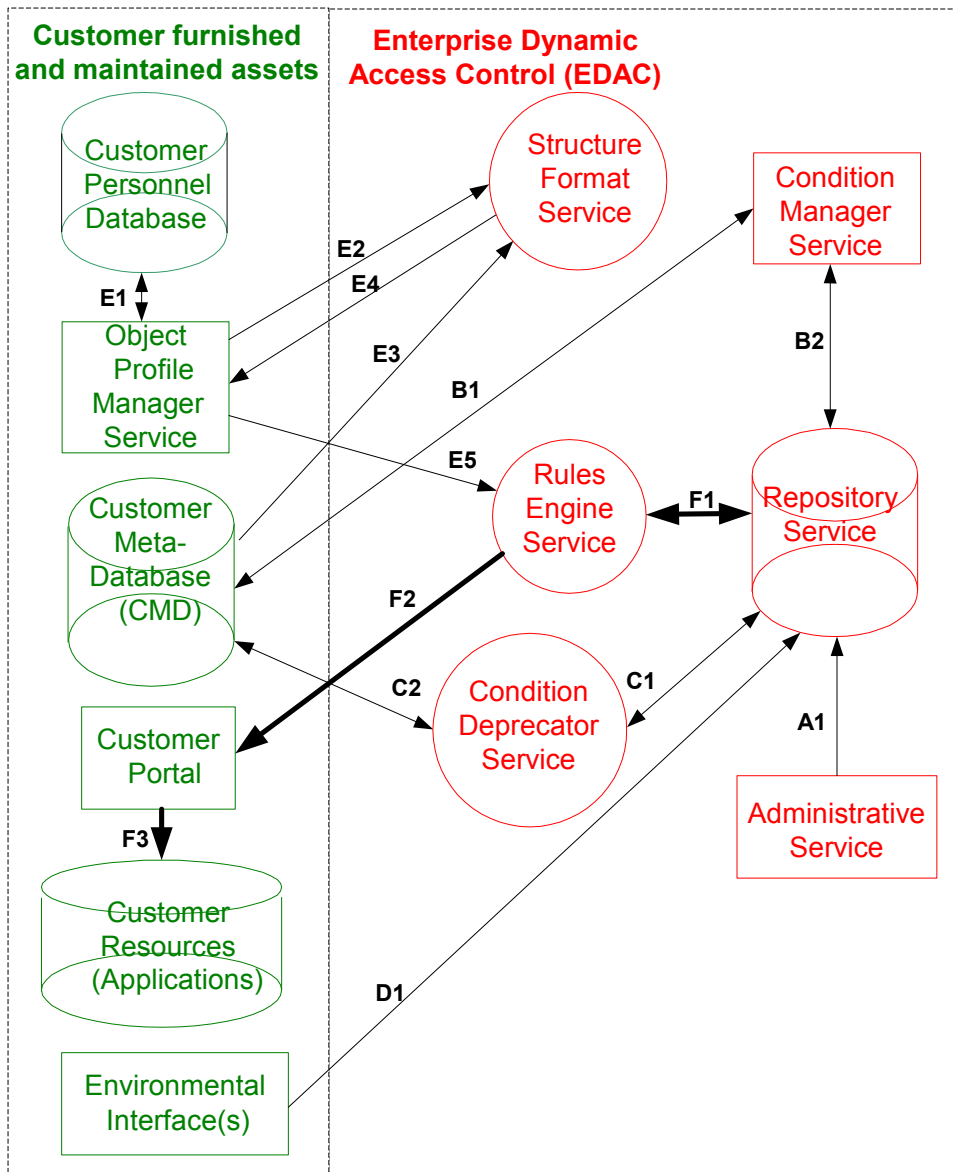 Customer furnished
and maintained assets
Enterprise Dynamic
Access Control (EDAC)
Customer
Personnel
Database
Structure
Format
Service
Condition
Manager
Service
E1
E2
E4
E3
B1
B2
Object
Profile
Manager
Service
E5
Customer
Meta-
Database
(CMD)
Rules
Engine
Service
F1
Repository
Service
F2
C2
Condition
Deprecator
Service
C1
A1
Customer
Portal
F3
Administrative
Service
Customer
Resources
(Applications)
D1
Environmental
Interface(s)